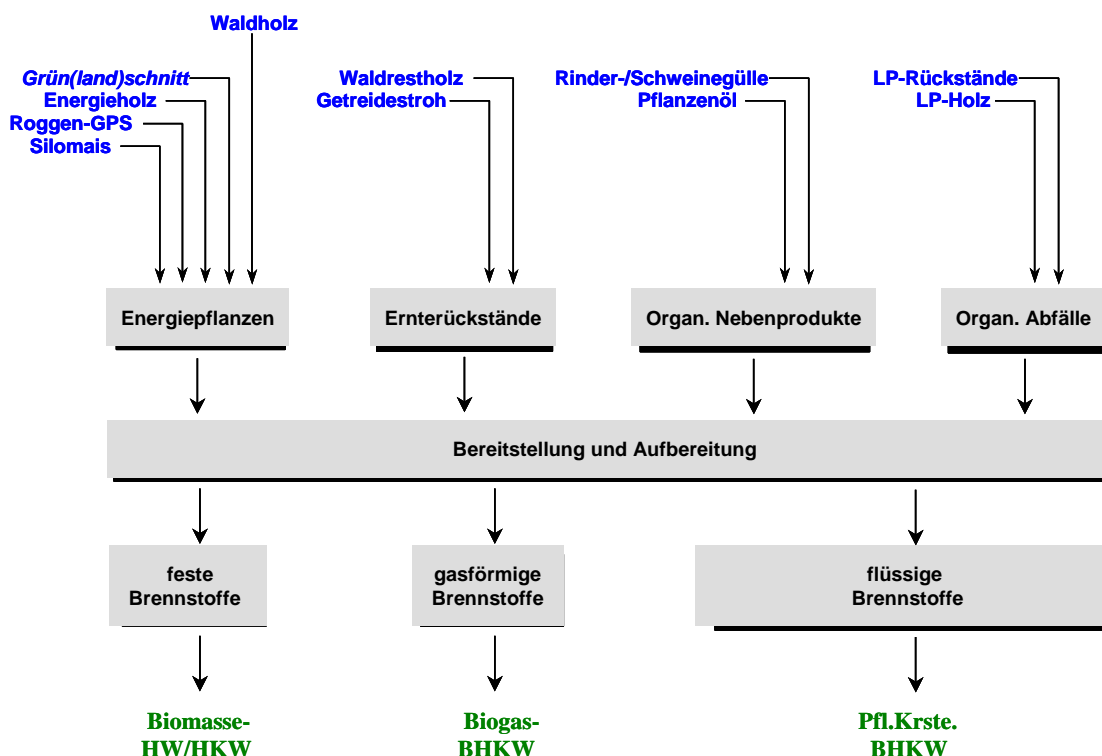 Waldholz
Grün(land)schnitt
Energieholz
Roggen-GPS
Silomais
Waldrestholz
Getreidestroh
Rinder-/Schweinegülle
Pflanzenöl
LP-Rückstände
LP-Holz
Energiepflanzen
Ernterückstände
Organ. Nebenprodukte
Organ. Abfälle
Bereitstellung und Aufbereitung
feste
Brennstoffe
gasförmige
Brennstoffe
flüssige
Brennstoffe
Biomasse-
HW/HKW
Biogas-
BHKW
Pfl.Krste.
BHKW